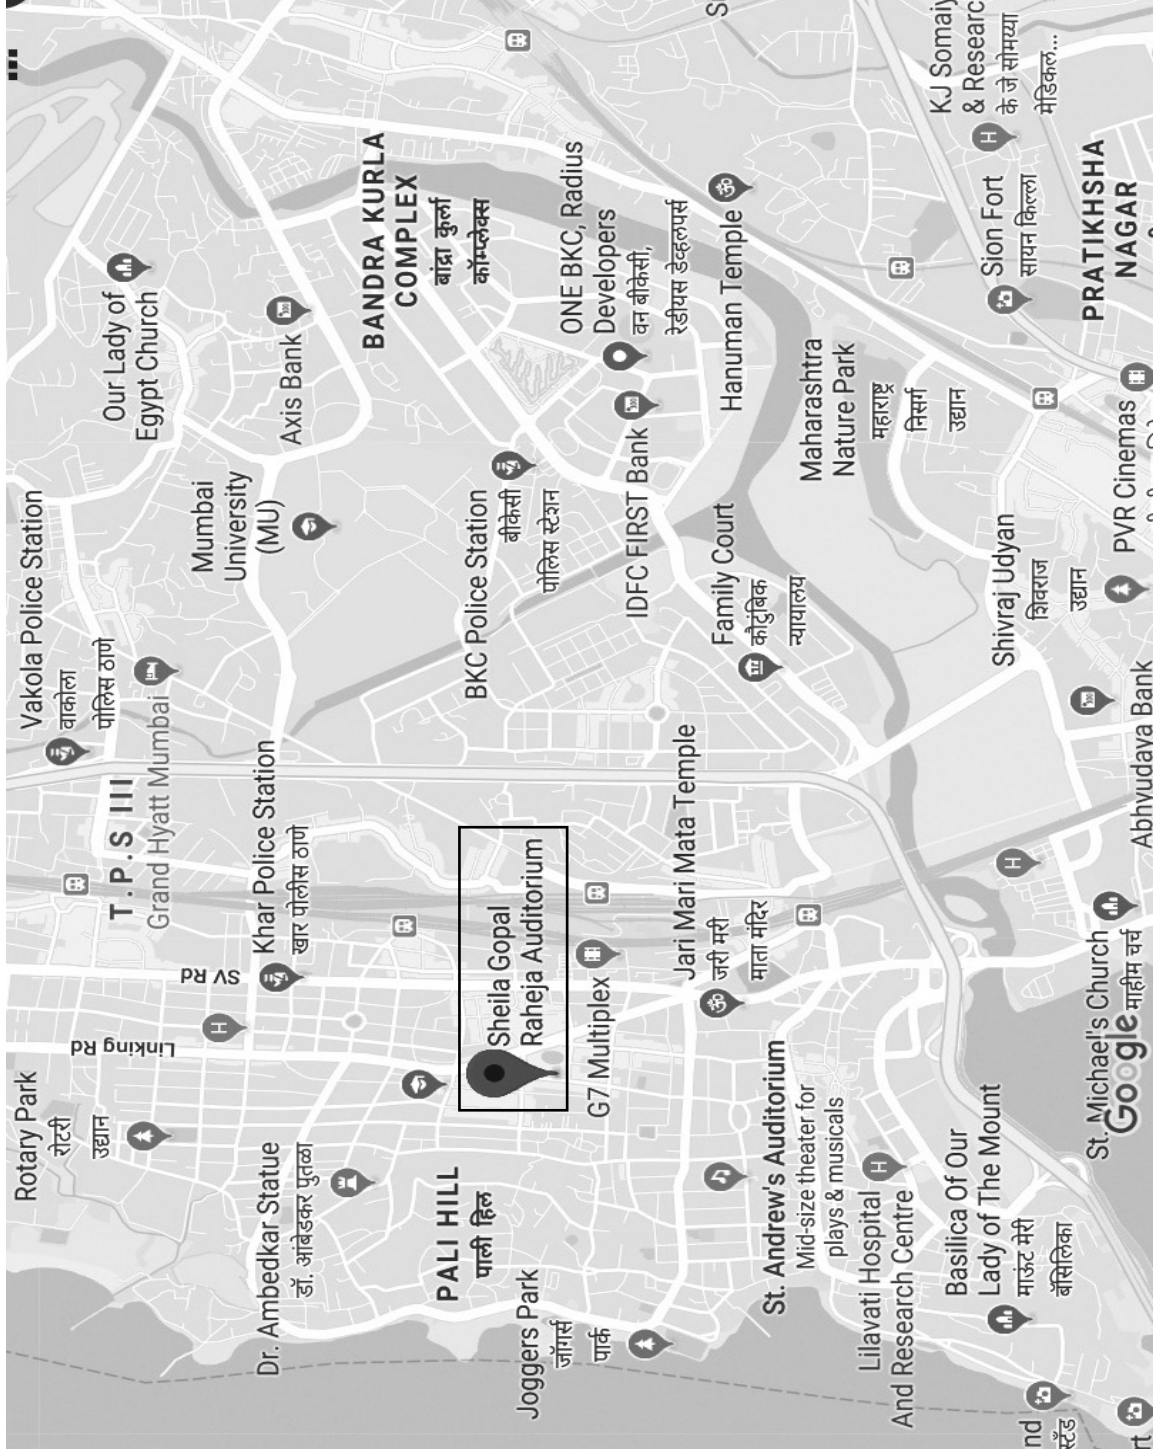 Rotary Park
रोटरी
उद्यान
Vakola Police Station
वाकोला
पोलिस ठाणे
Linking Rd
T.P.S III
Grand Hyatt Mumbai
Our Lady of
Egypt Church
SV Rd
Mumbai
University
(MU)
Axis Bank
Khar Police Station
खार पोलीस ठाणे
Dr. Ambedkar Statue
डॉ. आंबेडकर पुतळा
BANDRA KURLA
COMPLEX
बांद्रा कुर्ला
कॉम्प्लेक्स
PALI HILL
पाली हिल
BKC Police Station
बीकेसी
पोलिस स्टेशन
Sheila Gopal
Raheja Auditorium
Joggers Park
जॉगर्स
पार्क
ONE BKC, Radius
Developers
वन बीकेसी,
रेडीयस डेव्हलपर्स
G7 Multiplex
IDFC FIRST Bank
Jari Mari Mata Temple
जरी मरी
माता मंदिर
Family Court
कौटुंबिक
न्यायालय
Hanuman Temple
St. Andrew's Auditorium
Mid-size theater for
plays & musicals
Maharashtra
Nature Park
महाराष्ट्र
निसर्ग
उद्यान
Lilavati Hospital
And Research Centre
KJ Somaiy
& Researc
के जे सोमय्या
मेडिकल...
Basilica Of Our
Lady of The Mount
माऊंट मेरी
बॅसिलिका
Sion Fort
सायन किल्ला
Shivraj Udyan
शिवराज
उद्यान
PRATIKHSHA
NAGAR
St. Michael's Church
माहीम चर्च
Google
PVR Cinemas
Abhyudaya Bank
nd
स्टँड
rt